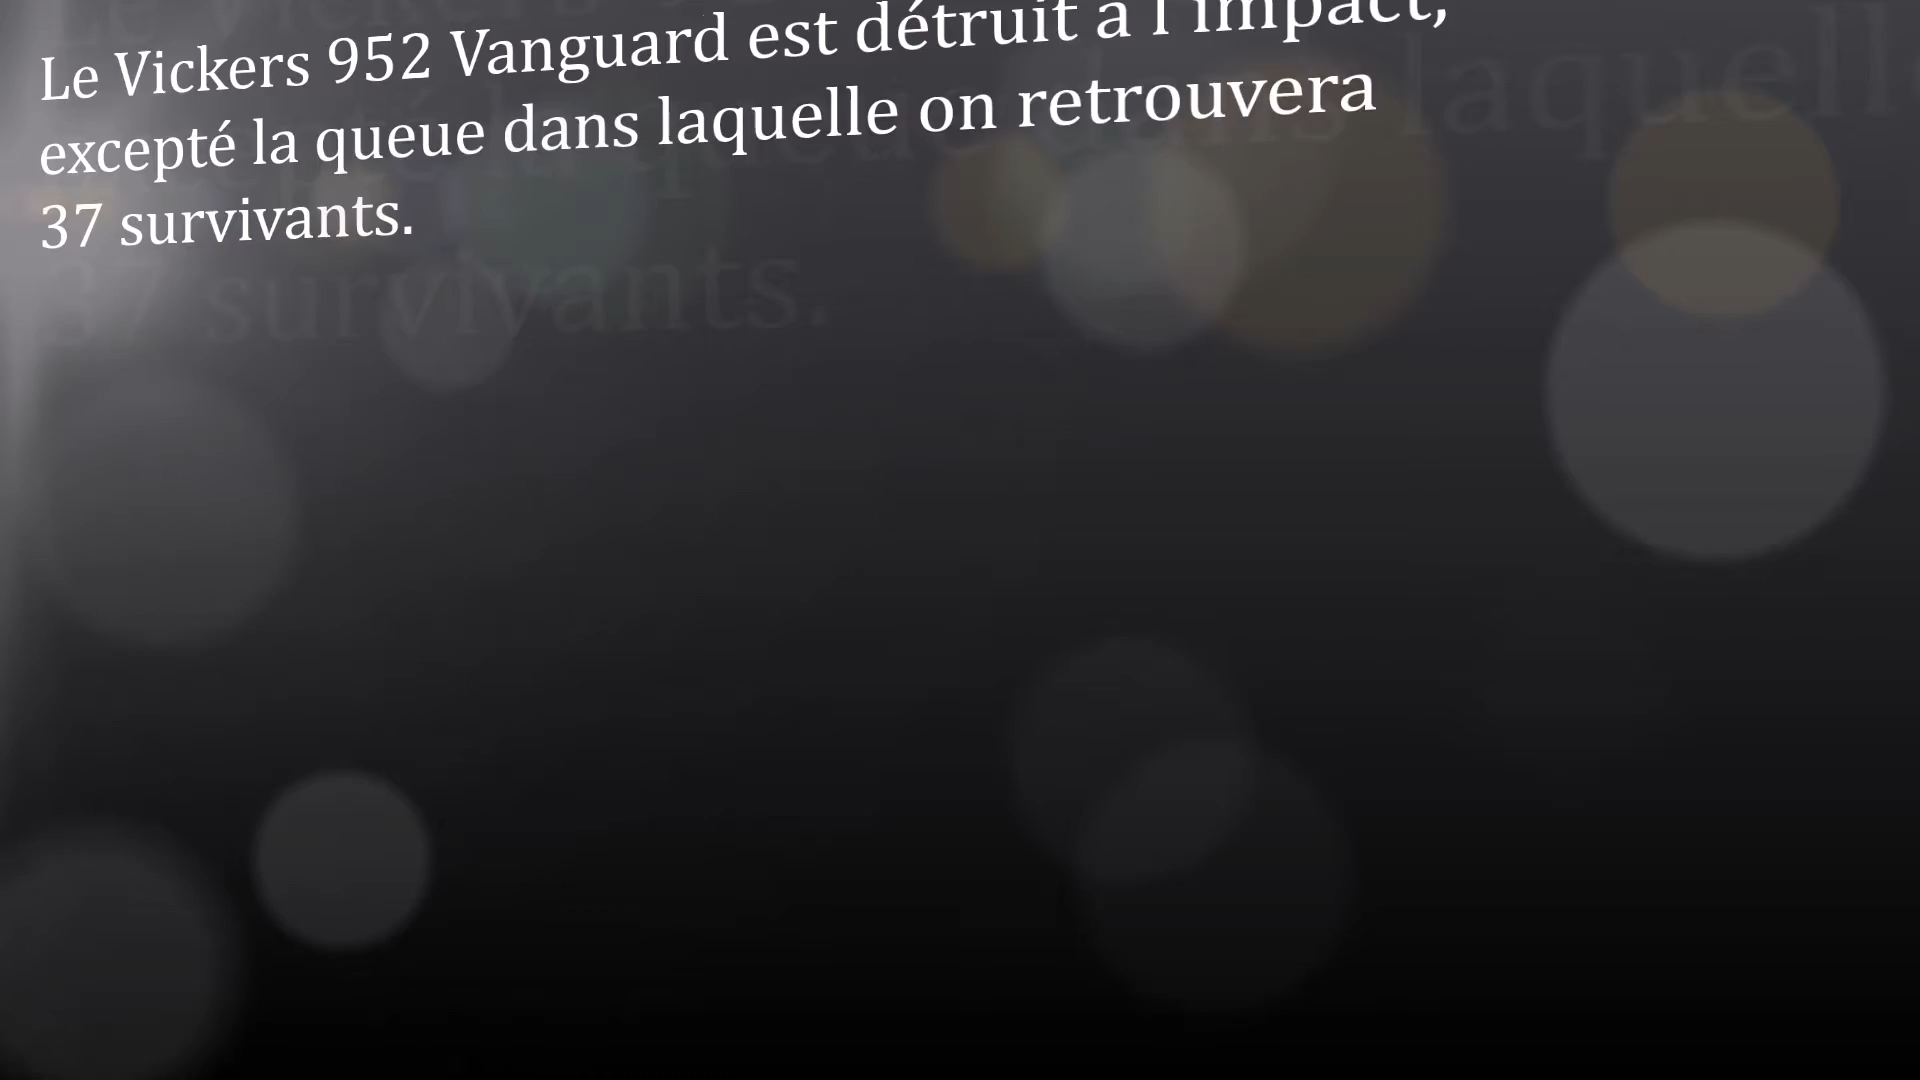 Le Vickers 952 Vanguard est détruit à l'impact,
excepté la queue dans laquelle on retrouvera
37 survivants.